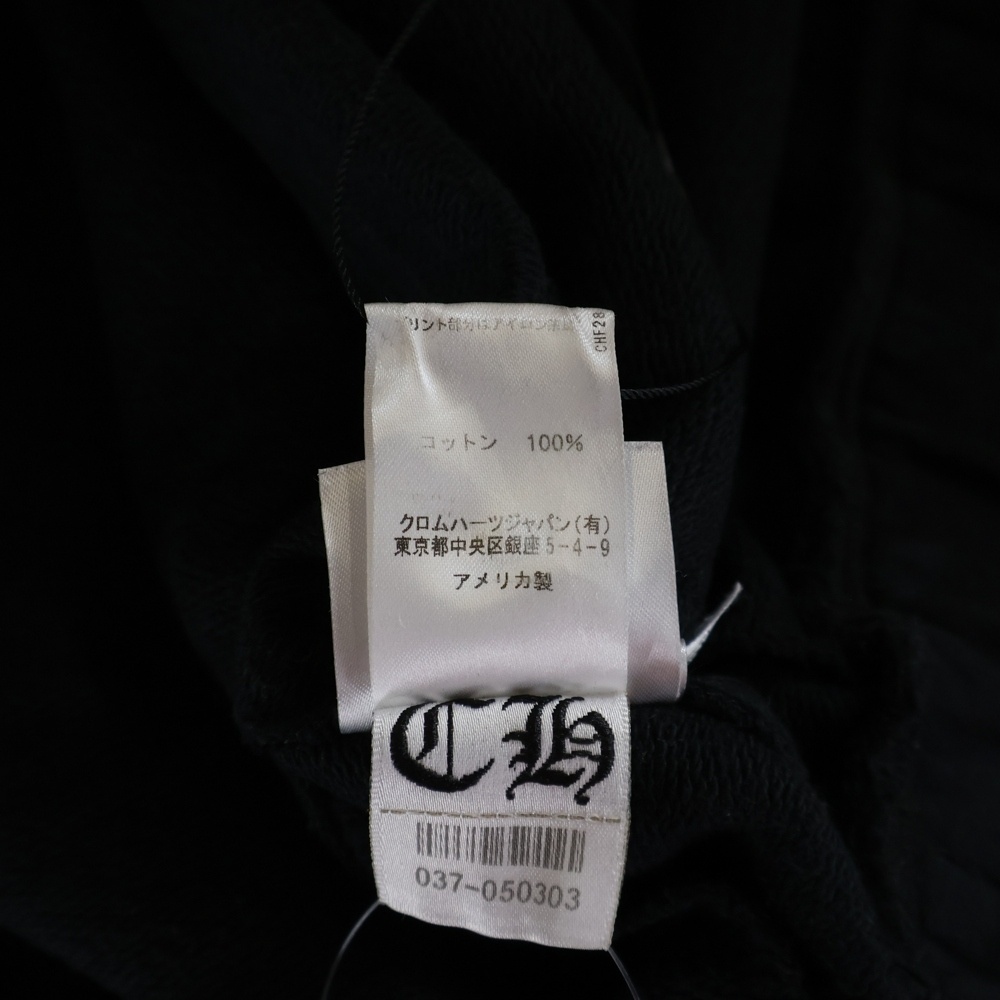 リント部分はアイロン
CHF28
コットン 100%
クロムハーツジャパン(有)
東京都中央区銀座5-4-9
アメリカ製
CH
037-050303